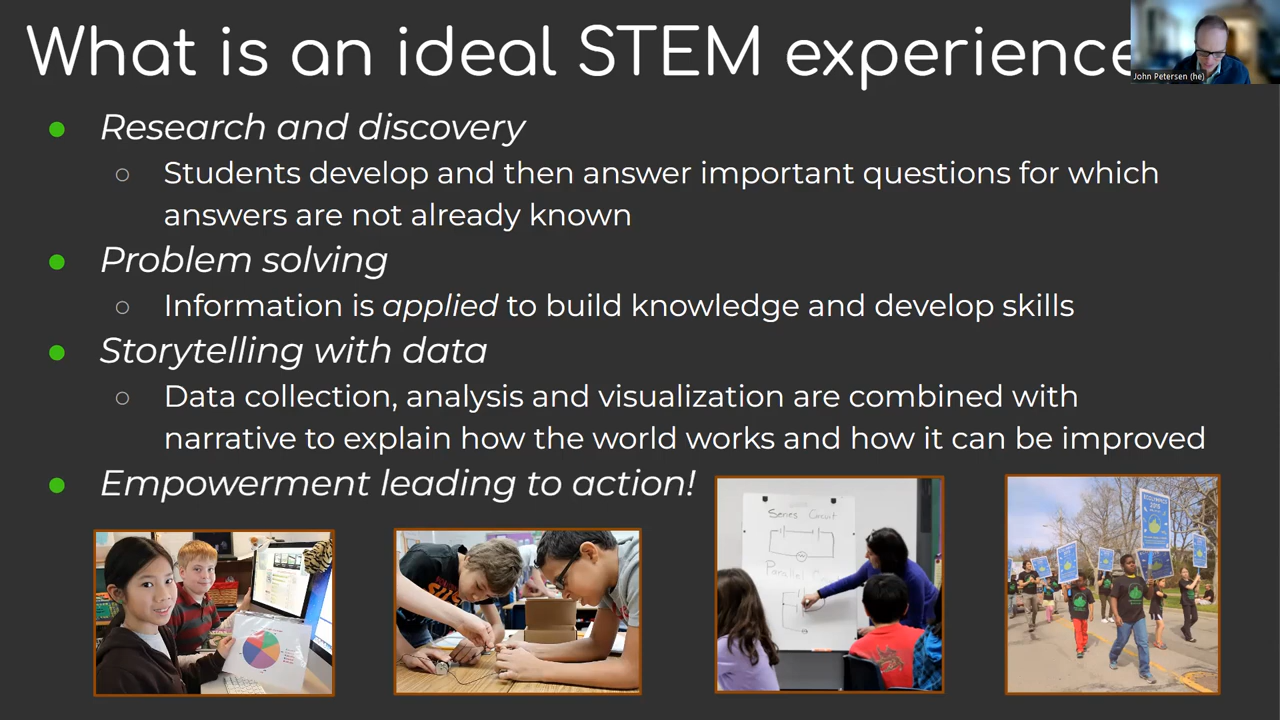 What is an ideal STEM experience
John Petersen (he)
Research and discovery
Students develop and then answer important questions for which
answers are not already known
Problem solving
Information is applied to build knowledge and develop skills
Storytelling with data
Data collection, analysis and visualization are combined with
narrative to explain how the world works and how it can be improved
Empowerment leading to action!
Series Circuit